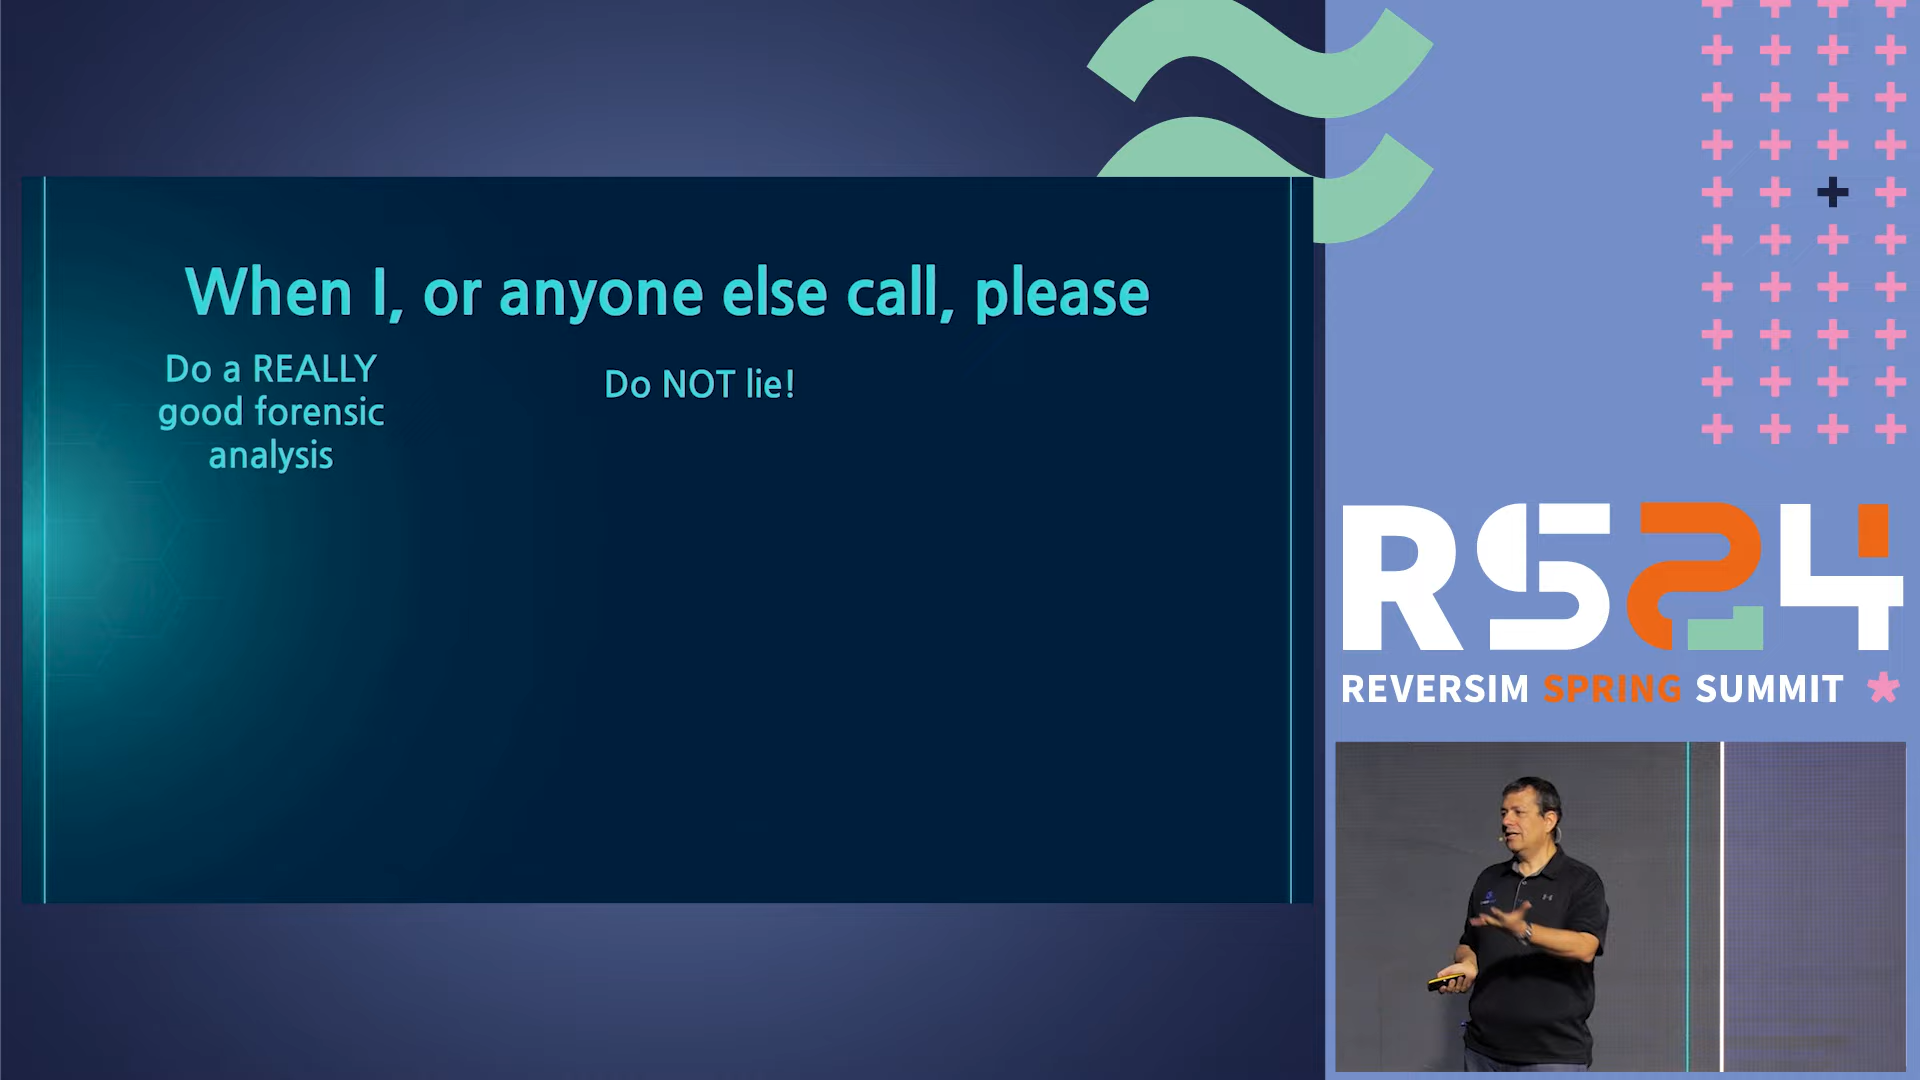 When I, or anyone else call, please
Do a REALLY
good forensic
analysis
Do NOT lie!
RS24
REVERSIM SPRING SUMMIT